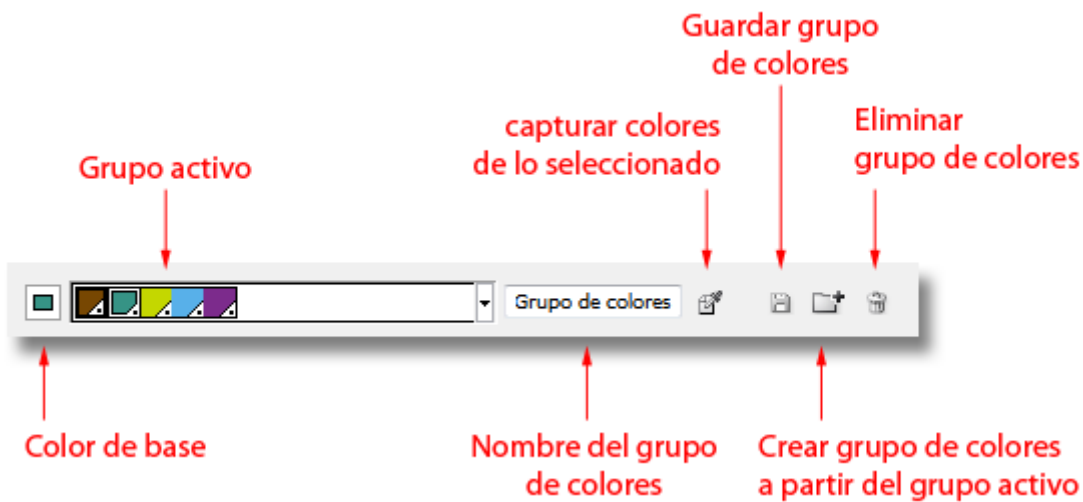 Guardar grupo
de colores
capturar colores
de lo seleccionado
Eliminar
grupo de colores
Grupo activo
Grupo de colores
Color de base
Nombre del grupo
de colores
Crear grupo de colores
a partir del grupo activo